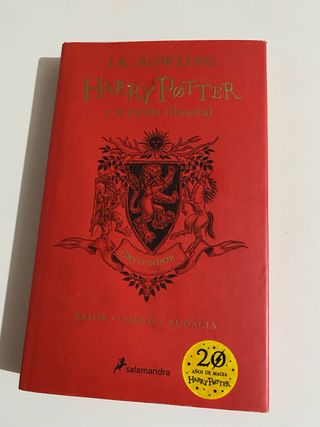 J.K. ROWLING
HARRY POTTER
y la piedra filosofal
GRYFFINDOR
VALOR · CORAJE · AUDACIA
salamandra
20
AÑOS DE MAGIA
HARRY POTTER